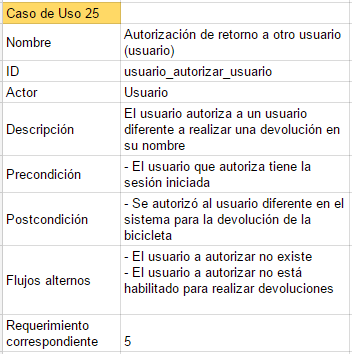 Caso de Uso 25
Nombre
Autorización de retorno a otro usuario
(usuario)
ID
usuario_autorizar_usuario
Actor
Usuario
Descripción
El usuario autoriza a un usuario
diferente a realizar una devolución en
su nombre
Precondición
- El usuario que autoriza tiene la
sesión iniciada
Postcondición
- Se autorizó al usuario diferente en el
sistema para la devolución de la
bicicleta
Flujos alternos
- El usuario a autorizar no existe
- El usuario a autorizar no está
habilitado para realizar devoluciones
Requerimiento
correspondiente
5